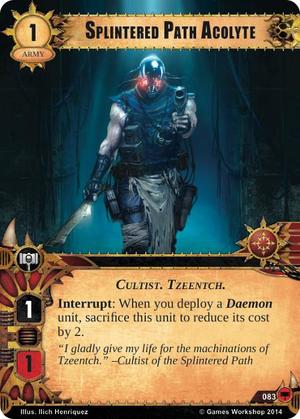 1
ARMY
Splintered Path Acolyte
Cultist. Tzeentch.
1
Interrupt: When you deploy a Daemon
unit, sacrifice this unit to reduce its cost
by 2.
1
“I gladly give my life for the machinations of
Tzeentch.” –Cultist of the Splintered Path
083
Illus. Ilich Henriquez
© Games Workshop 2014